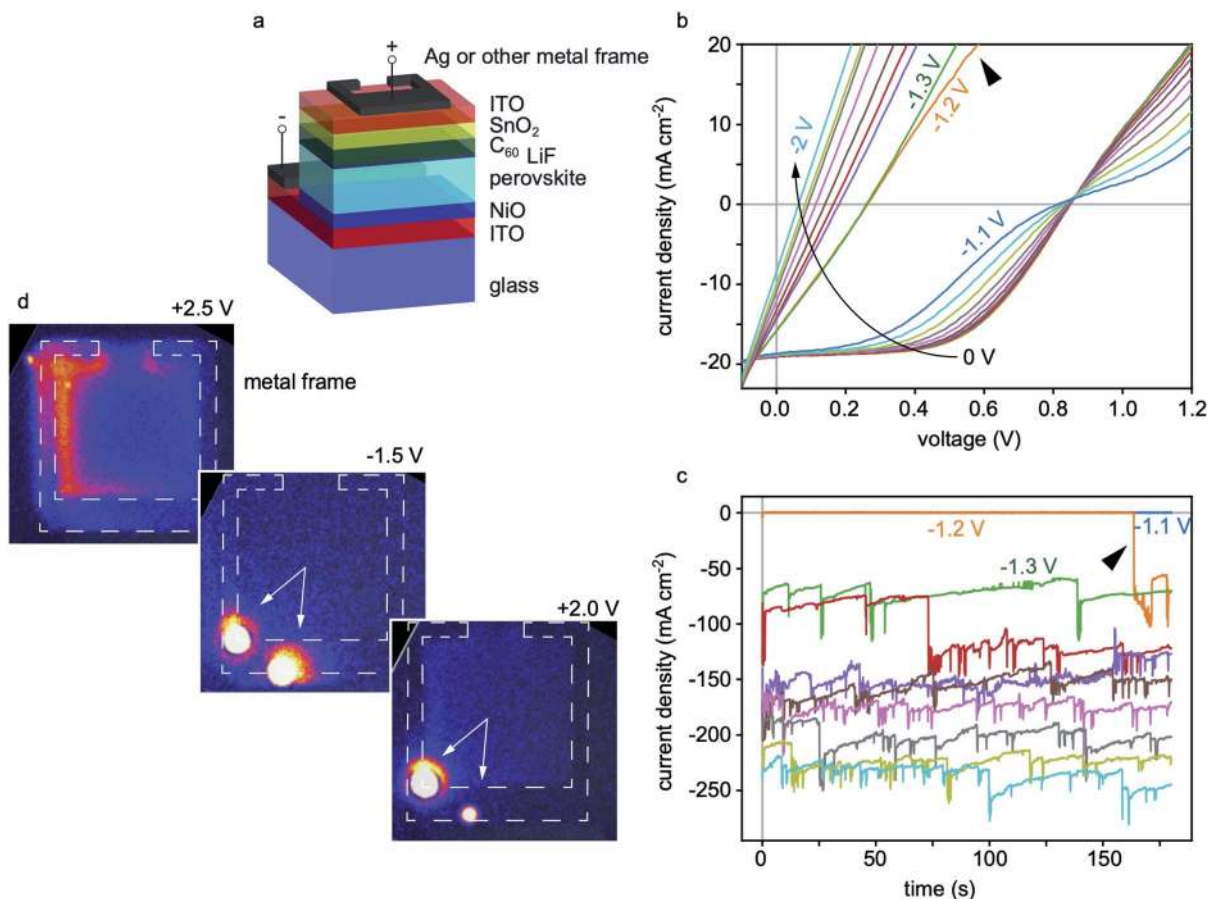 a
+
Ag or other metal frame
-
ITO
SnO₂
C₆₀ LiF
perovskite
NiO
ITO
glass
b
20
10
0
-10
-20
current density (mA cm⁻²)
0.0 0.2 0.4 0.6 0.8 1.0 1.2
voltage (V)
-2 V
-1.3 V
-1.2 V
-1.1 V
0 V
c
0
-50
-100
-150
-200
-250
current density (mA cm⁻²)
0 50 100 150
time (s)
-1.2 V
-1.1 V
-1.3 V
d
+2.5 V
metal frame
-1.5 V
+2.0 V